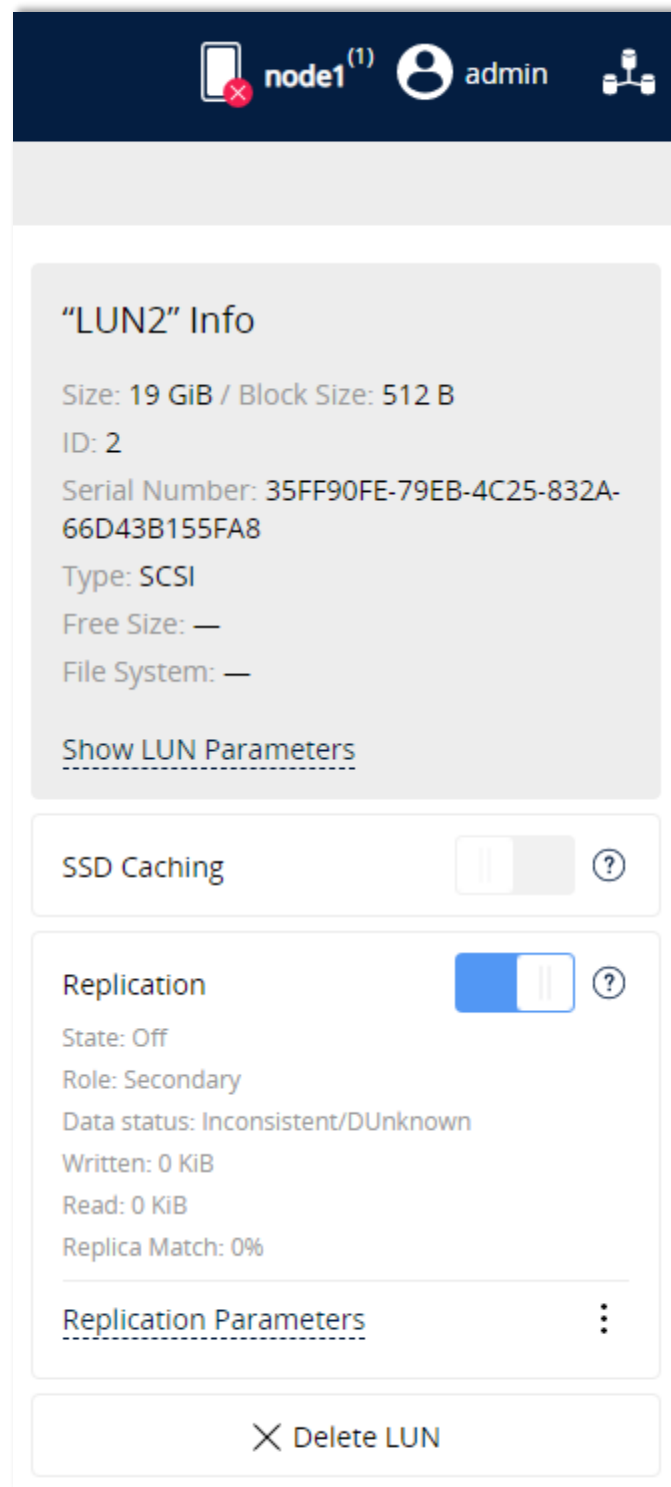 node1(1) admin
“LUN2” Info
Size: 19 GiB / Block Size: 512 B
ID: 2
Serial Number: 35FF90FE-79EB-4C25-832A-
66D43B155FA8
Type: SCSI
Free Size: —
File System: —
Show LUN Parameters
SSD Caching
Replication
State: Off
Role: Secondary
Data status: Inconsistent/DUnknown
Written: 0 KiB
Read: 0 KiB
Replica Match: 0%
Replication Parameters
Delete LUN